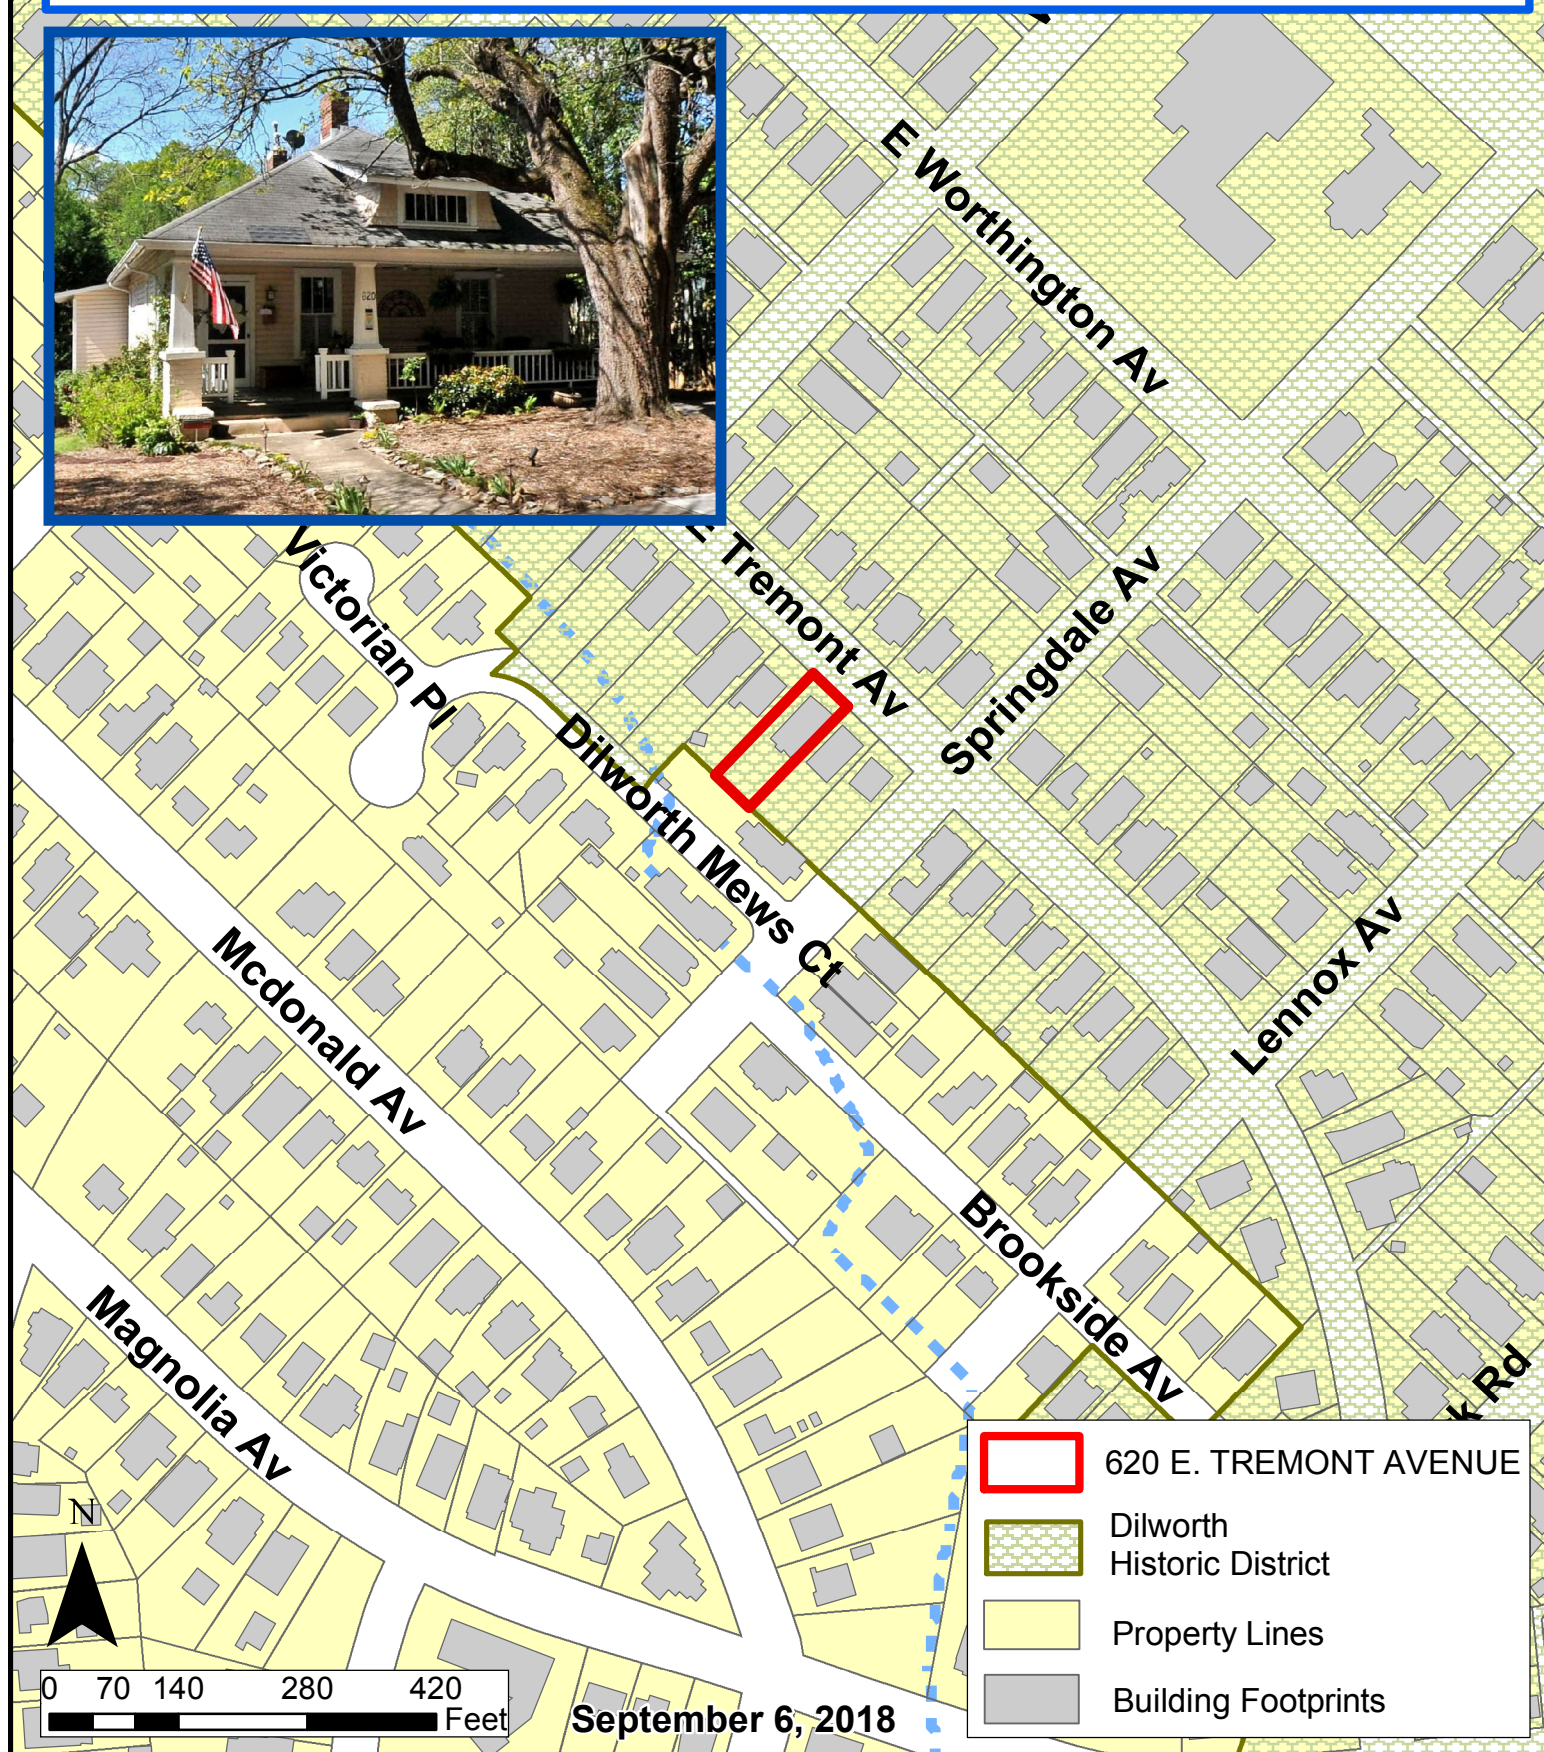 E Worthington Av
620
E Tremont Av
Springdale Av
Victorian Pl
Dilworth Mews Ct
Lennox Av
Mcdonald Av
Brookside Av
Magnolia Av
k Rd
620 E. TREMONT AVENUE
Dilworth
Historic District
Property Lines
Building Footprints
N
0 70 140 280 420
Feet
September 6, 2018